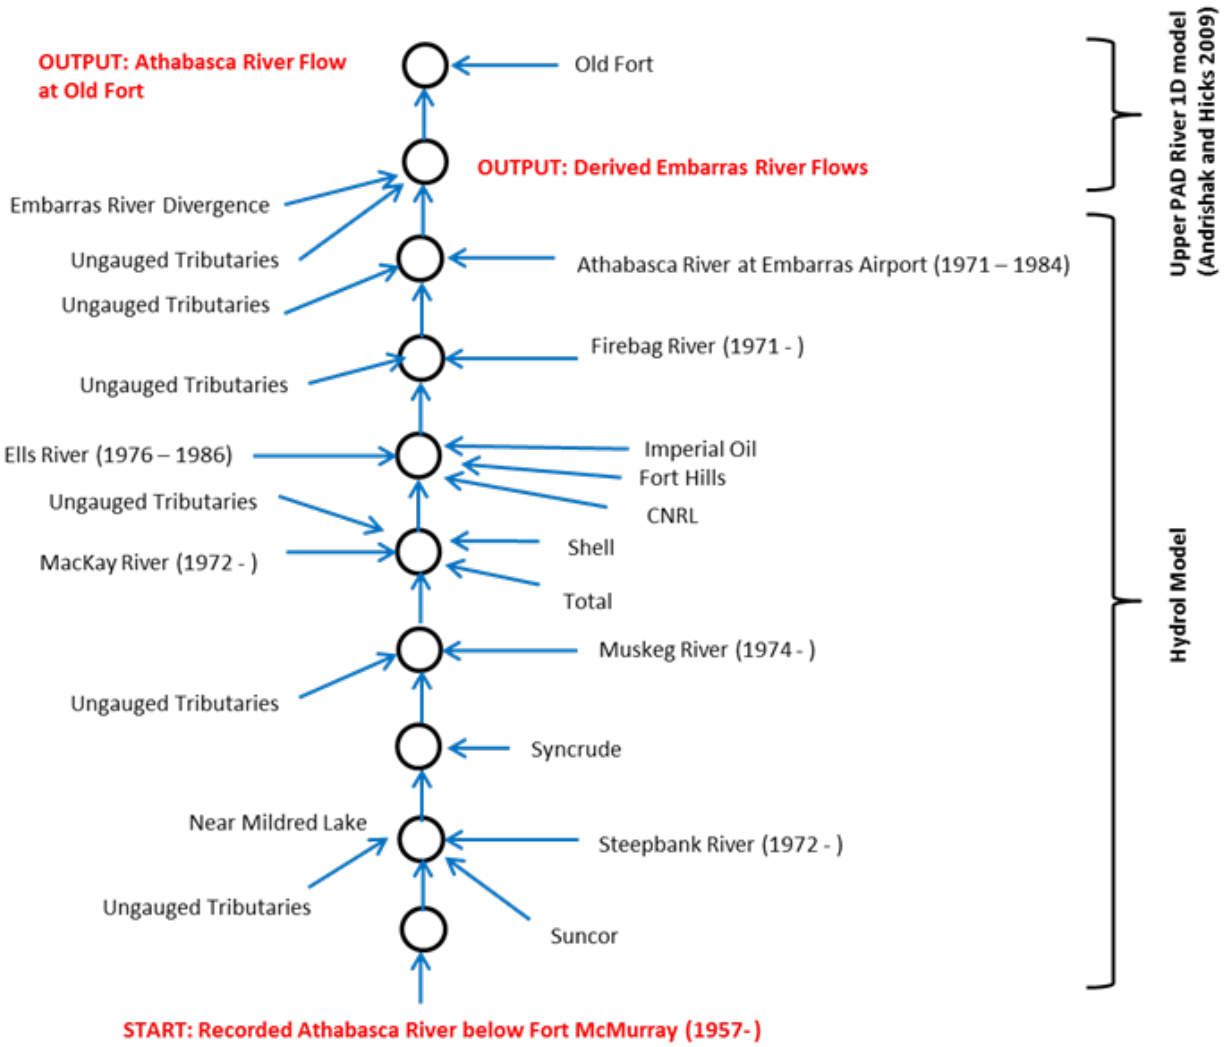 OUTPUT: Athabasca River Flow
at Old Fort
Old Fort
OUTPUT: Derived Embarras River Flows
Embarras River Divergence
Ungauged Tributaries
Athabasca River at Embarras Airport (1971 – 1984)
Ungauged Tributaries
Firebag River (1971 - )
Ungauged Tributaries
Ells River (1976 – 1986)
Imperial Oil
Fort Hills
CNRL
Ungauged Tributaries
MacKay River (1972 - )
Shell
Total
Muskeg River (1974 - )
Ungauged Tributaries
Syncrude
Near Mildred Lake
Steepbank River (1972 - )
Ungauged Tributaries
Suncor
START: Recorded Athabasca River below Fort McMurray (1957- )
Upper PAD River 1D model
(Andrishak and Hicks 2009)
Hydrol Model